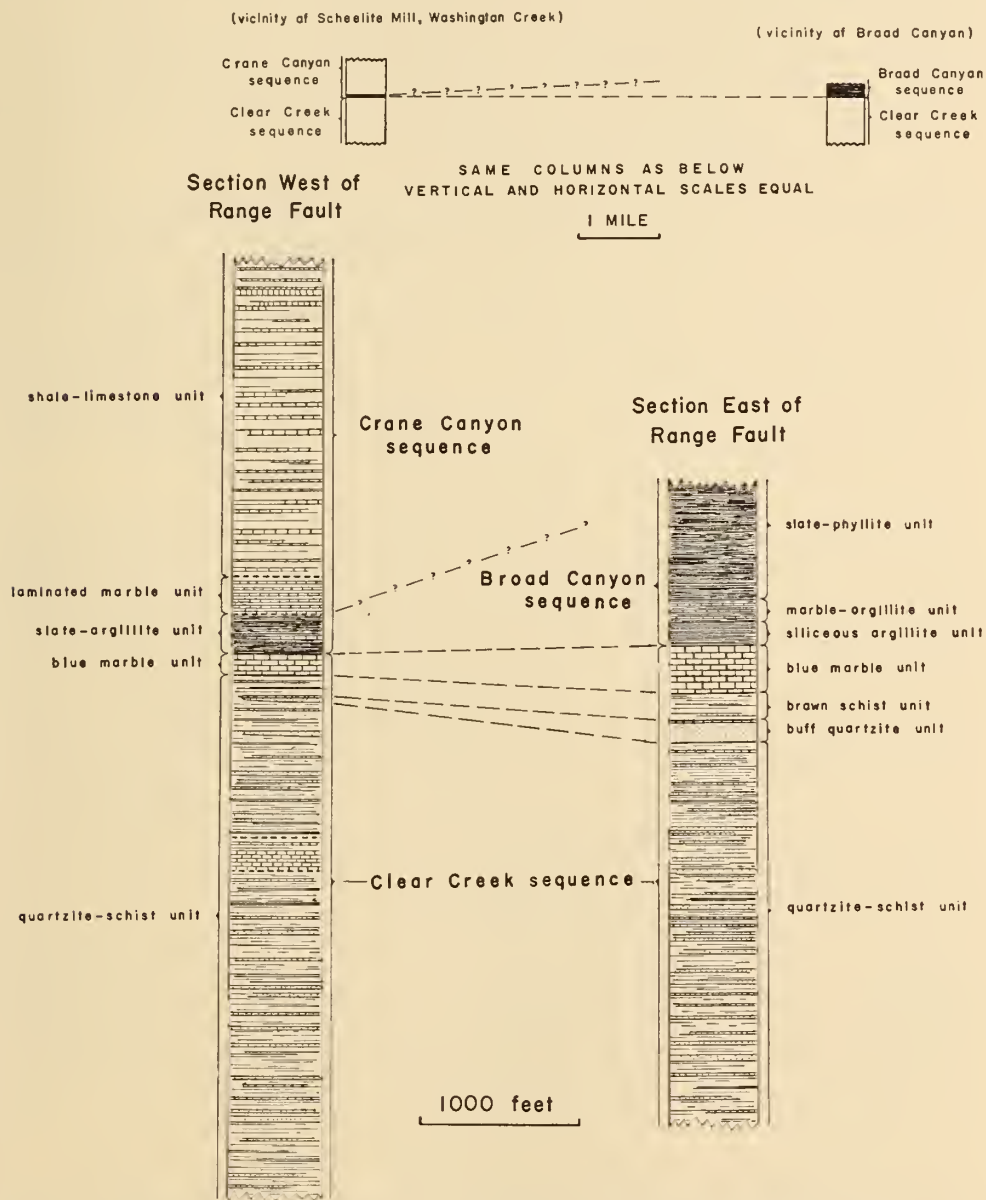 (vicinity of Scheelite Mill, Washington Creek)
(vicinity of Broad Canyon)
Crane Canyon
sequence
Clear Creek
sequence
? ? ? ? ? ? ?
Broad Canyon
sequence
Clear Creek
sequence
SAME COLUMNS AS BELOW
VERTICAL AND HORIZONTAL SCALES EQUAL
1 MILE
Section West of
Range Fault
shale-limestone unit
laminated marble unit
slate-argillite unit
blue marble unit
quartzite-schist unit
Crane Canyon
sequence
? ? ? ? ? ?
Broad Canyon
sequence
Clear Creek sequence
1000 feet
Section East of
Range Fault
slate-phyllite unit
marble-argillite unit
siliceous argillite unit
blue marble unit
brown schist unit
buff quartzite unit
quartzite-schist unit